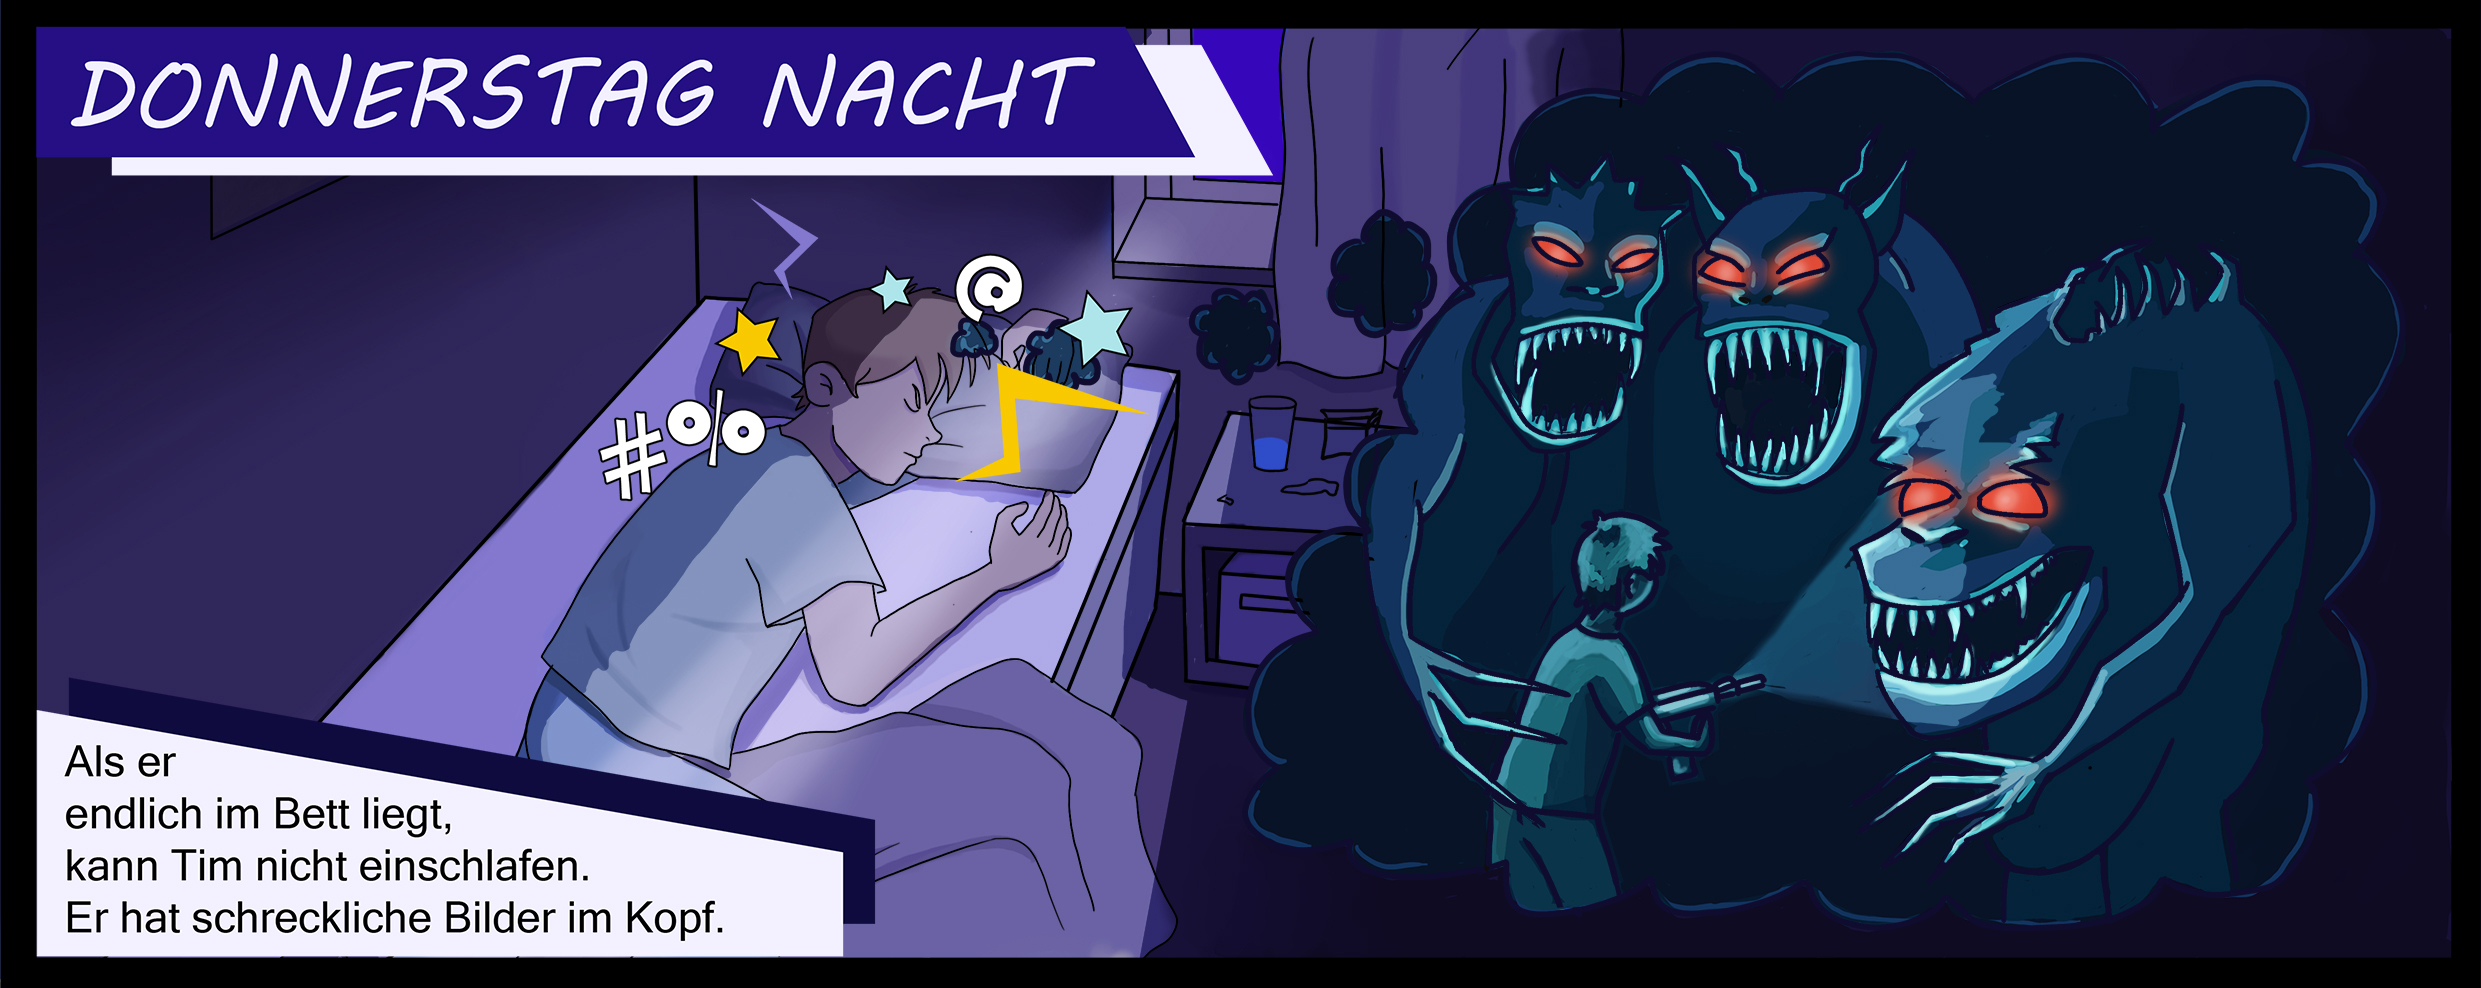 DONNERSTAG NACHT
@
#%
Als er
endlich im Bett liegt,
kann Tim nicht einschlafen.
Er hat schreckliche Bilder im Kopf.